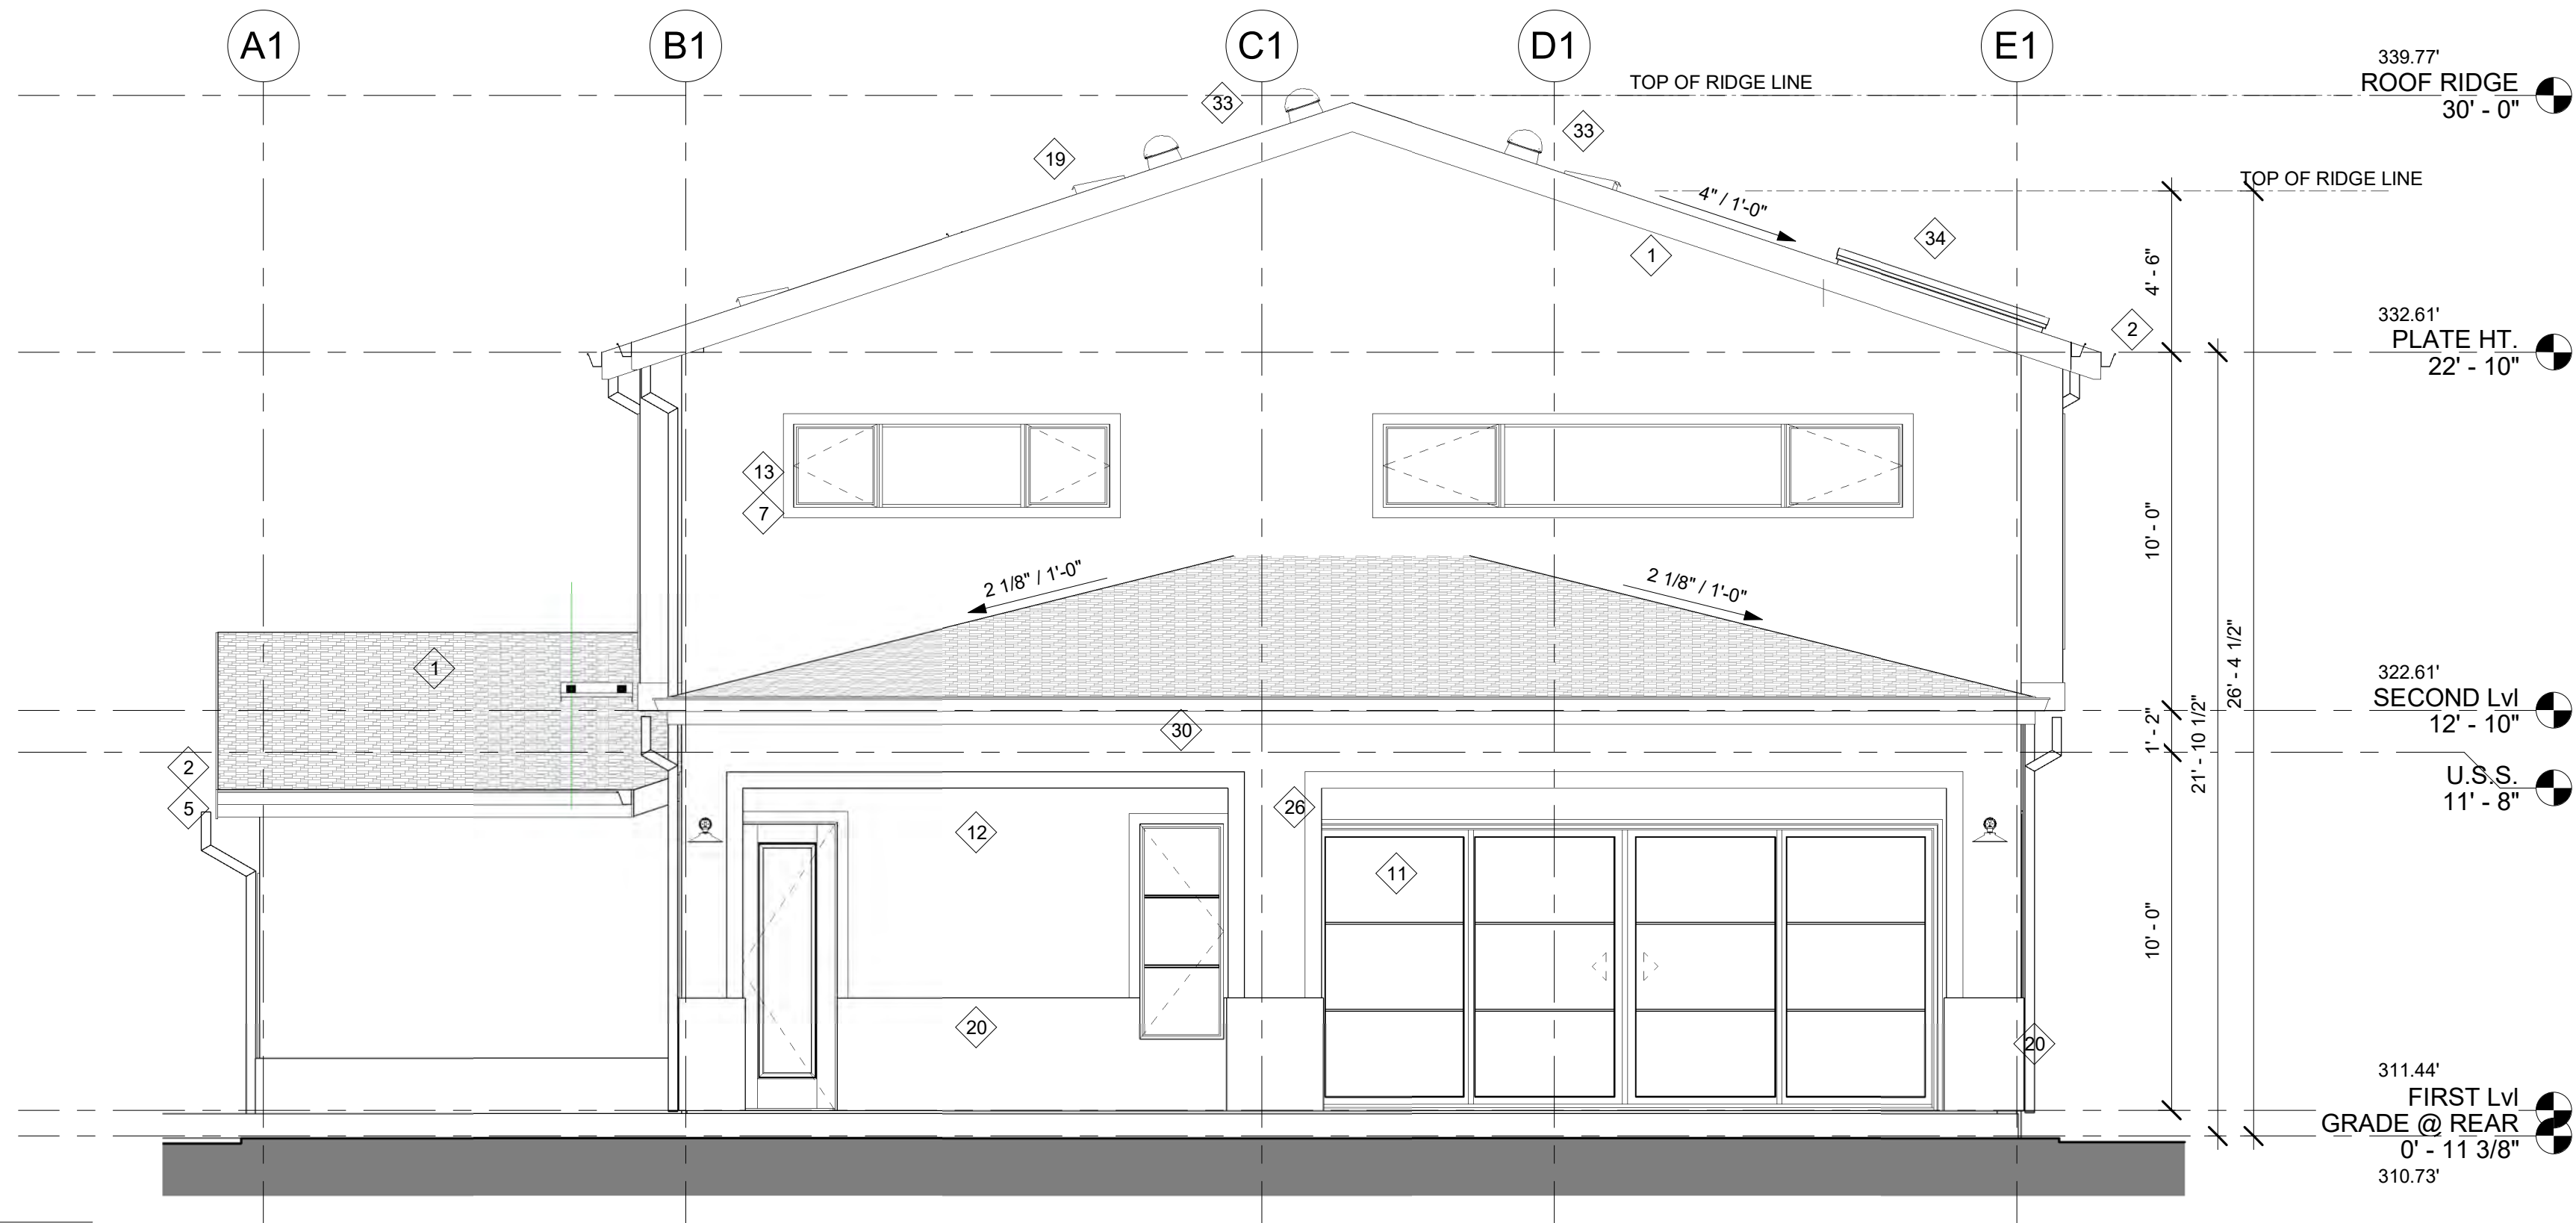 A1
B1
C1
D1
E1
339.77'
ROOF RIDGE
30' - 0"
TOP OF RIDGE LINE
33
33
19
TOP OF RIDGE LINE
4" / 1'-0"
34
1
4' - 6"
332.61'
PLATE HT.
22' - 10"
2
13
7
10' - 0"
2 1/8" / 1'-0"
2 1/8" / 1'-0"
1
26' - 4 1/2"
322.61'
SECOND Lvl
12' - 10"
30
1' - 2"
21' - 10 1/2"
2
5
U.S.S.
11' - 8"
26
12
11
10' - 0"
20
20
311.44'
FIRST Lvl
GRADE @ REAR
0' - 11 3/8"
310.73'